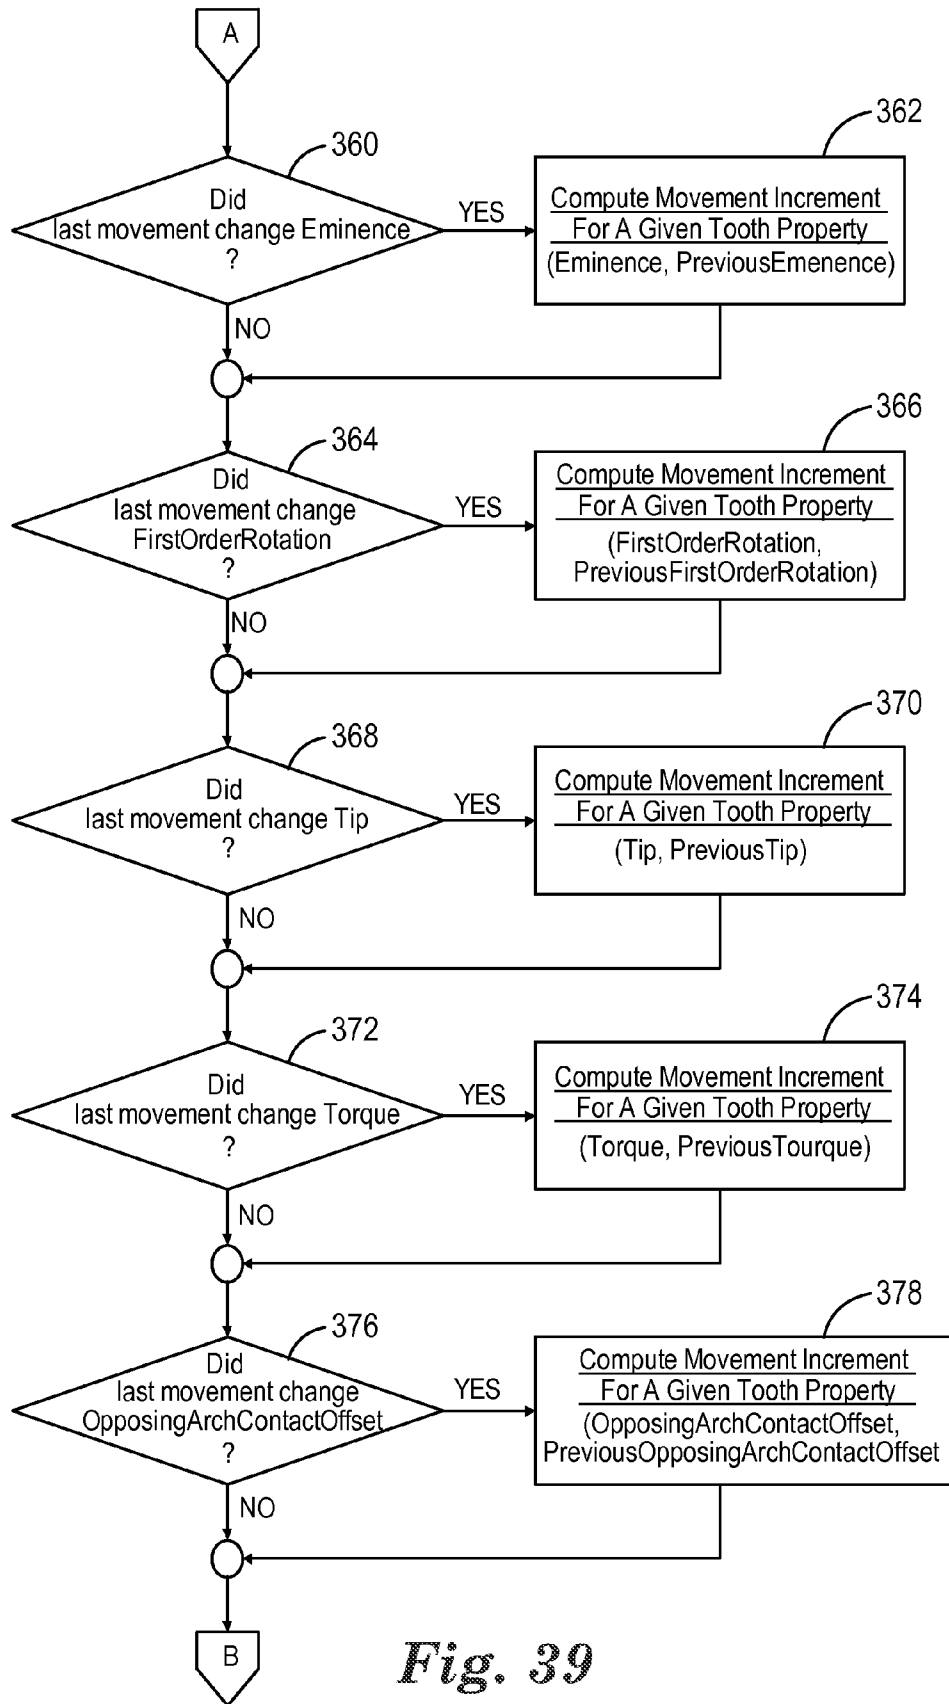 A
360
Did
last movement change Eminence
?
YES
362
Compute Movement Increment
For A Given Tooth Property
(Eminence, PreviousEmenence)
NO
364
Did
last movement change
FirstOrderRotation
?
YES
366
Compute Movement Increment
For A Given Tooth Property
(FirstOrderRotation,
PreviousFirstOrderRotation)
NO
368
Did
last movement change Tip
?
YES
370
Compute Movement Increment
For A Given Tooth Property
(Tip, PreviousTip)
NO
372
Did
last movement change Torque
?
YES
374
Compute Movement Increment
For A Given Tooth Property
(Torque, PreviousTourque)
NO
376
Did
last movement change
OpposingArchContactOffset
?
YES
378
Compute Movement Increment
For A Given Tooth Property
(OpposingArchContactOffset,
PreviousOpposingArchContactOffset
NO
B
Fig. 39